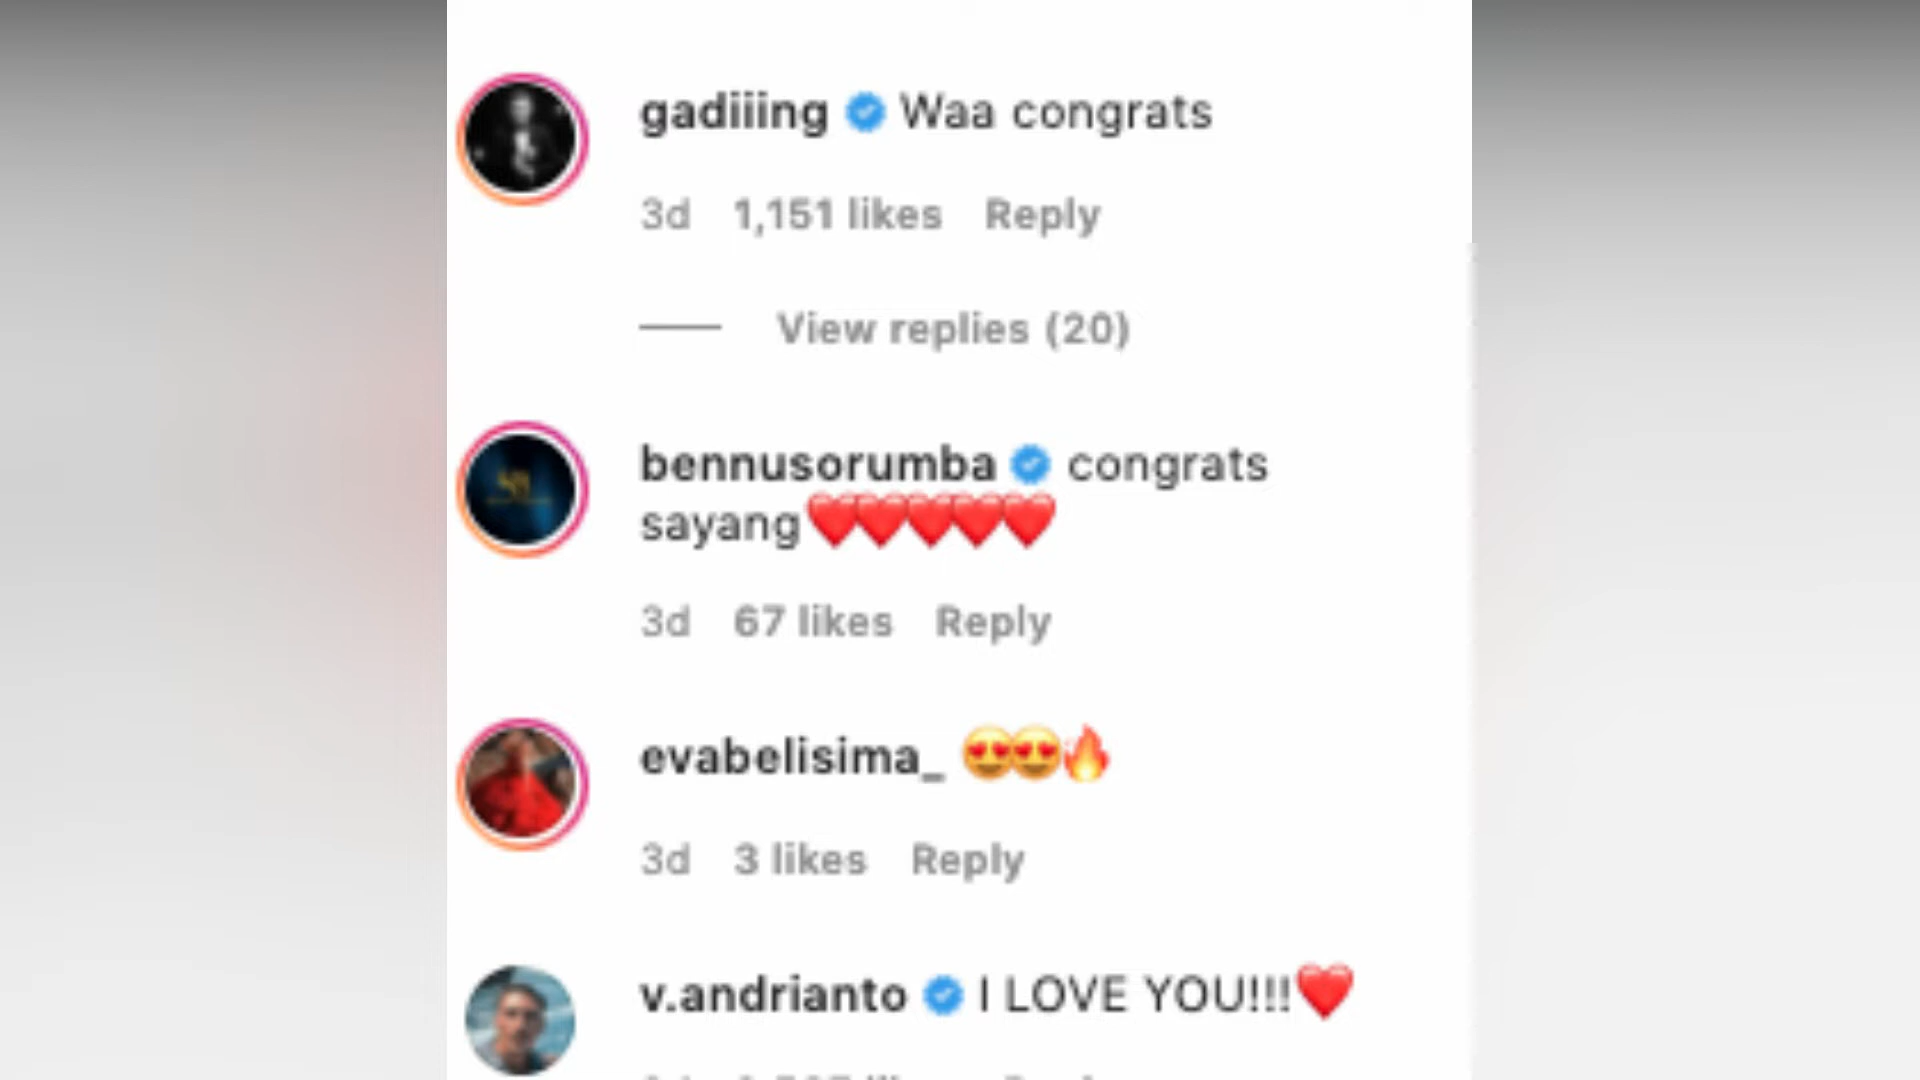 gadiiing Waa congrats
3d 1,151 likes Reply
View replies (20)
bennusorumba congrats
sayang❤️❤️❤️❤️❤️
3d 67 likes Reply
evabelisima_ 😍😍🔥
3d 3 likes Reply
v.andrianto I LOVE YOU!!!❤️